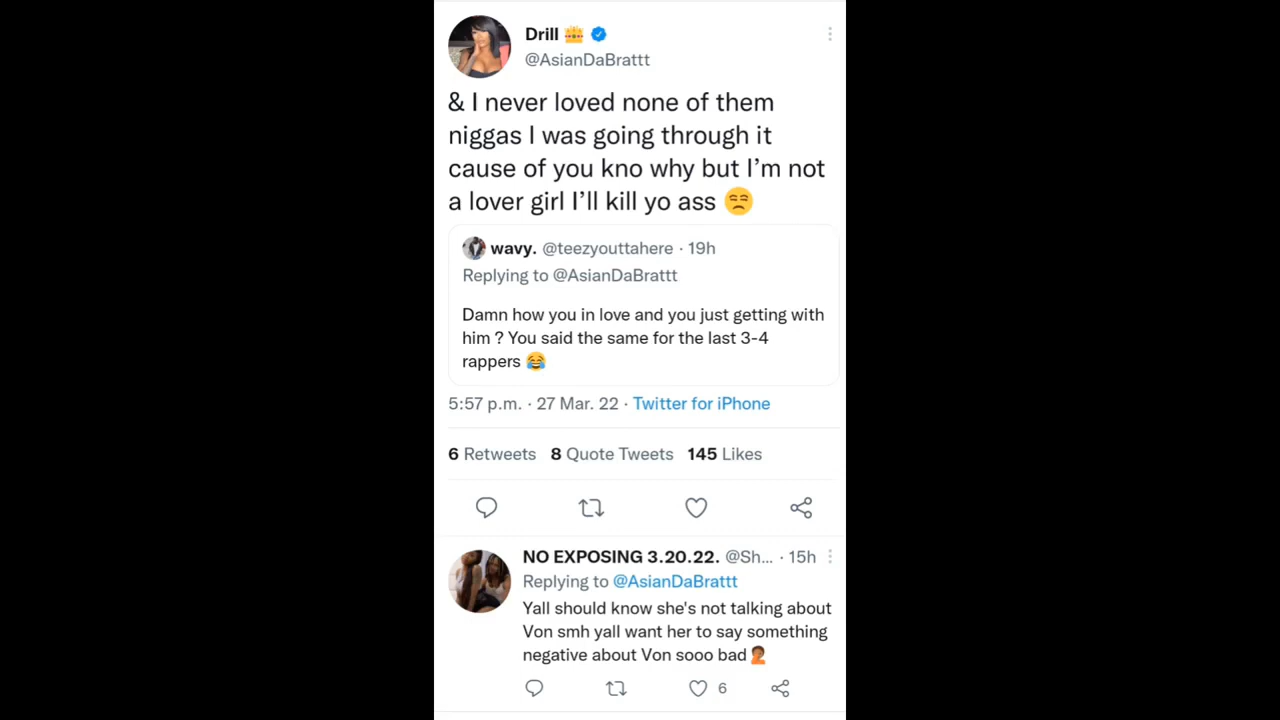 Drill 👑
@AsianDaBrattt
& I never loved none of them
niggas I was going through it
cause of you kno why but I’m not
a lover girl I’ll kill yo ass 😒
wavy. @teezyouttahere · 19h
Replying to @AsianDaBrattt
Damn how you in love and you just getting with
him ? You said the same for the last 3-4
rappers 😂
5:57 p.m. · 27 Mar. 22 · Twitter for iPhone
6 Retweets 8 Quote Tweets 145 Likes
NO EXPOSING 3.20.22. @Sh... · 15h
Replying to @AsianDaBrattt
Yall should know she's not talking about
Von smh yall want her to say something
negative about Von sooo bad 🤦🏾
6